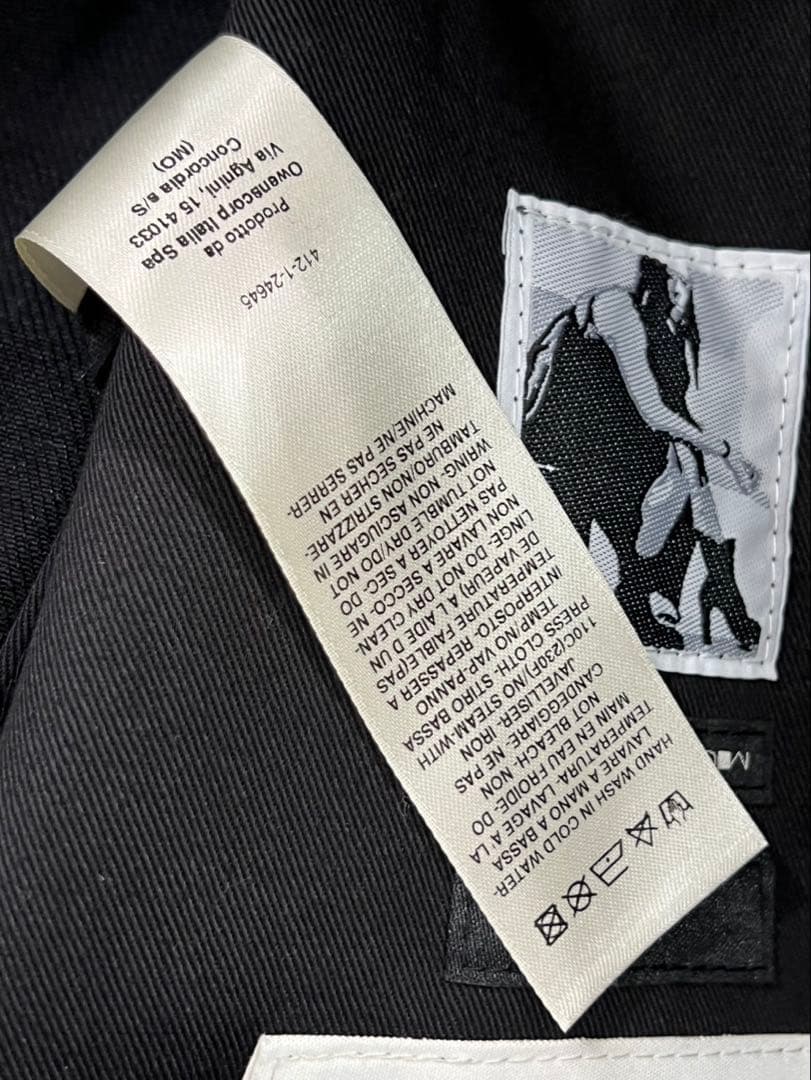 HAND WASH IN COLD WATER-
LAVARE A MANO A BASSA
TEMPERATURA- LAVAGE A LA
MAIN EN EAU FROIDE- DO
NOT BLEACH- NON
CANDEGGIARE- NE PAS
JAVELLISER- IRON
110C(230F)/NO STEAM-WITH
PRESS CLOTH- STIRO BASSA
TEMP/NO VAP-PANNO
INTERPOSTO- REPASSER A
TEMPERATURE FAIBLE(PAS
DE VAPEUR) A L AIDE D UN
LINGE- DO NOT DRY CLEAN-
NON LAVARE A SECCO- NE
PAS NETTOYER A SEC- DO
NOT TUMBLE DRY/DO NOT
WRING- NON ASCIUGARE IN
TAMBURO/NON STRIZZARE-
NE PAS SECHER EN
MACHINE/NE PAS SERRER-
412-1-24645
Prodotto da
Owenscorp Italia Spa
Via Agnini, 15 41033
Concordia s/S
(MO)